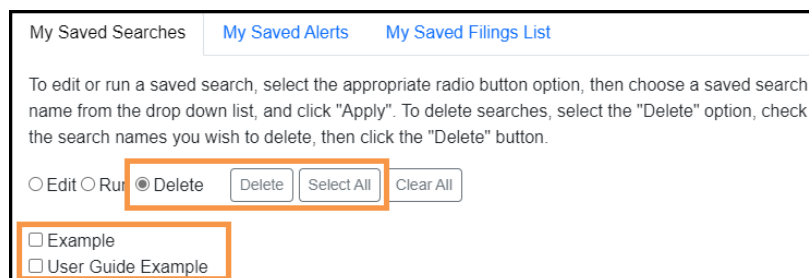 My Saved Searches My Saved Alerts My Saved Filings List
To edit or run a saved search, select the appropriate radio button option, then choose a saved search
name from the drop down list, and click "Apply". To delete searches, select the "Delete" option, check
the search names you wish to delete, then click the "Delete" button.
Edit Run Delete Delete Select All Clear All
Example
User Guide Example